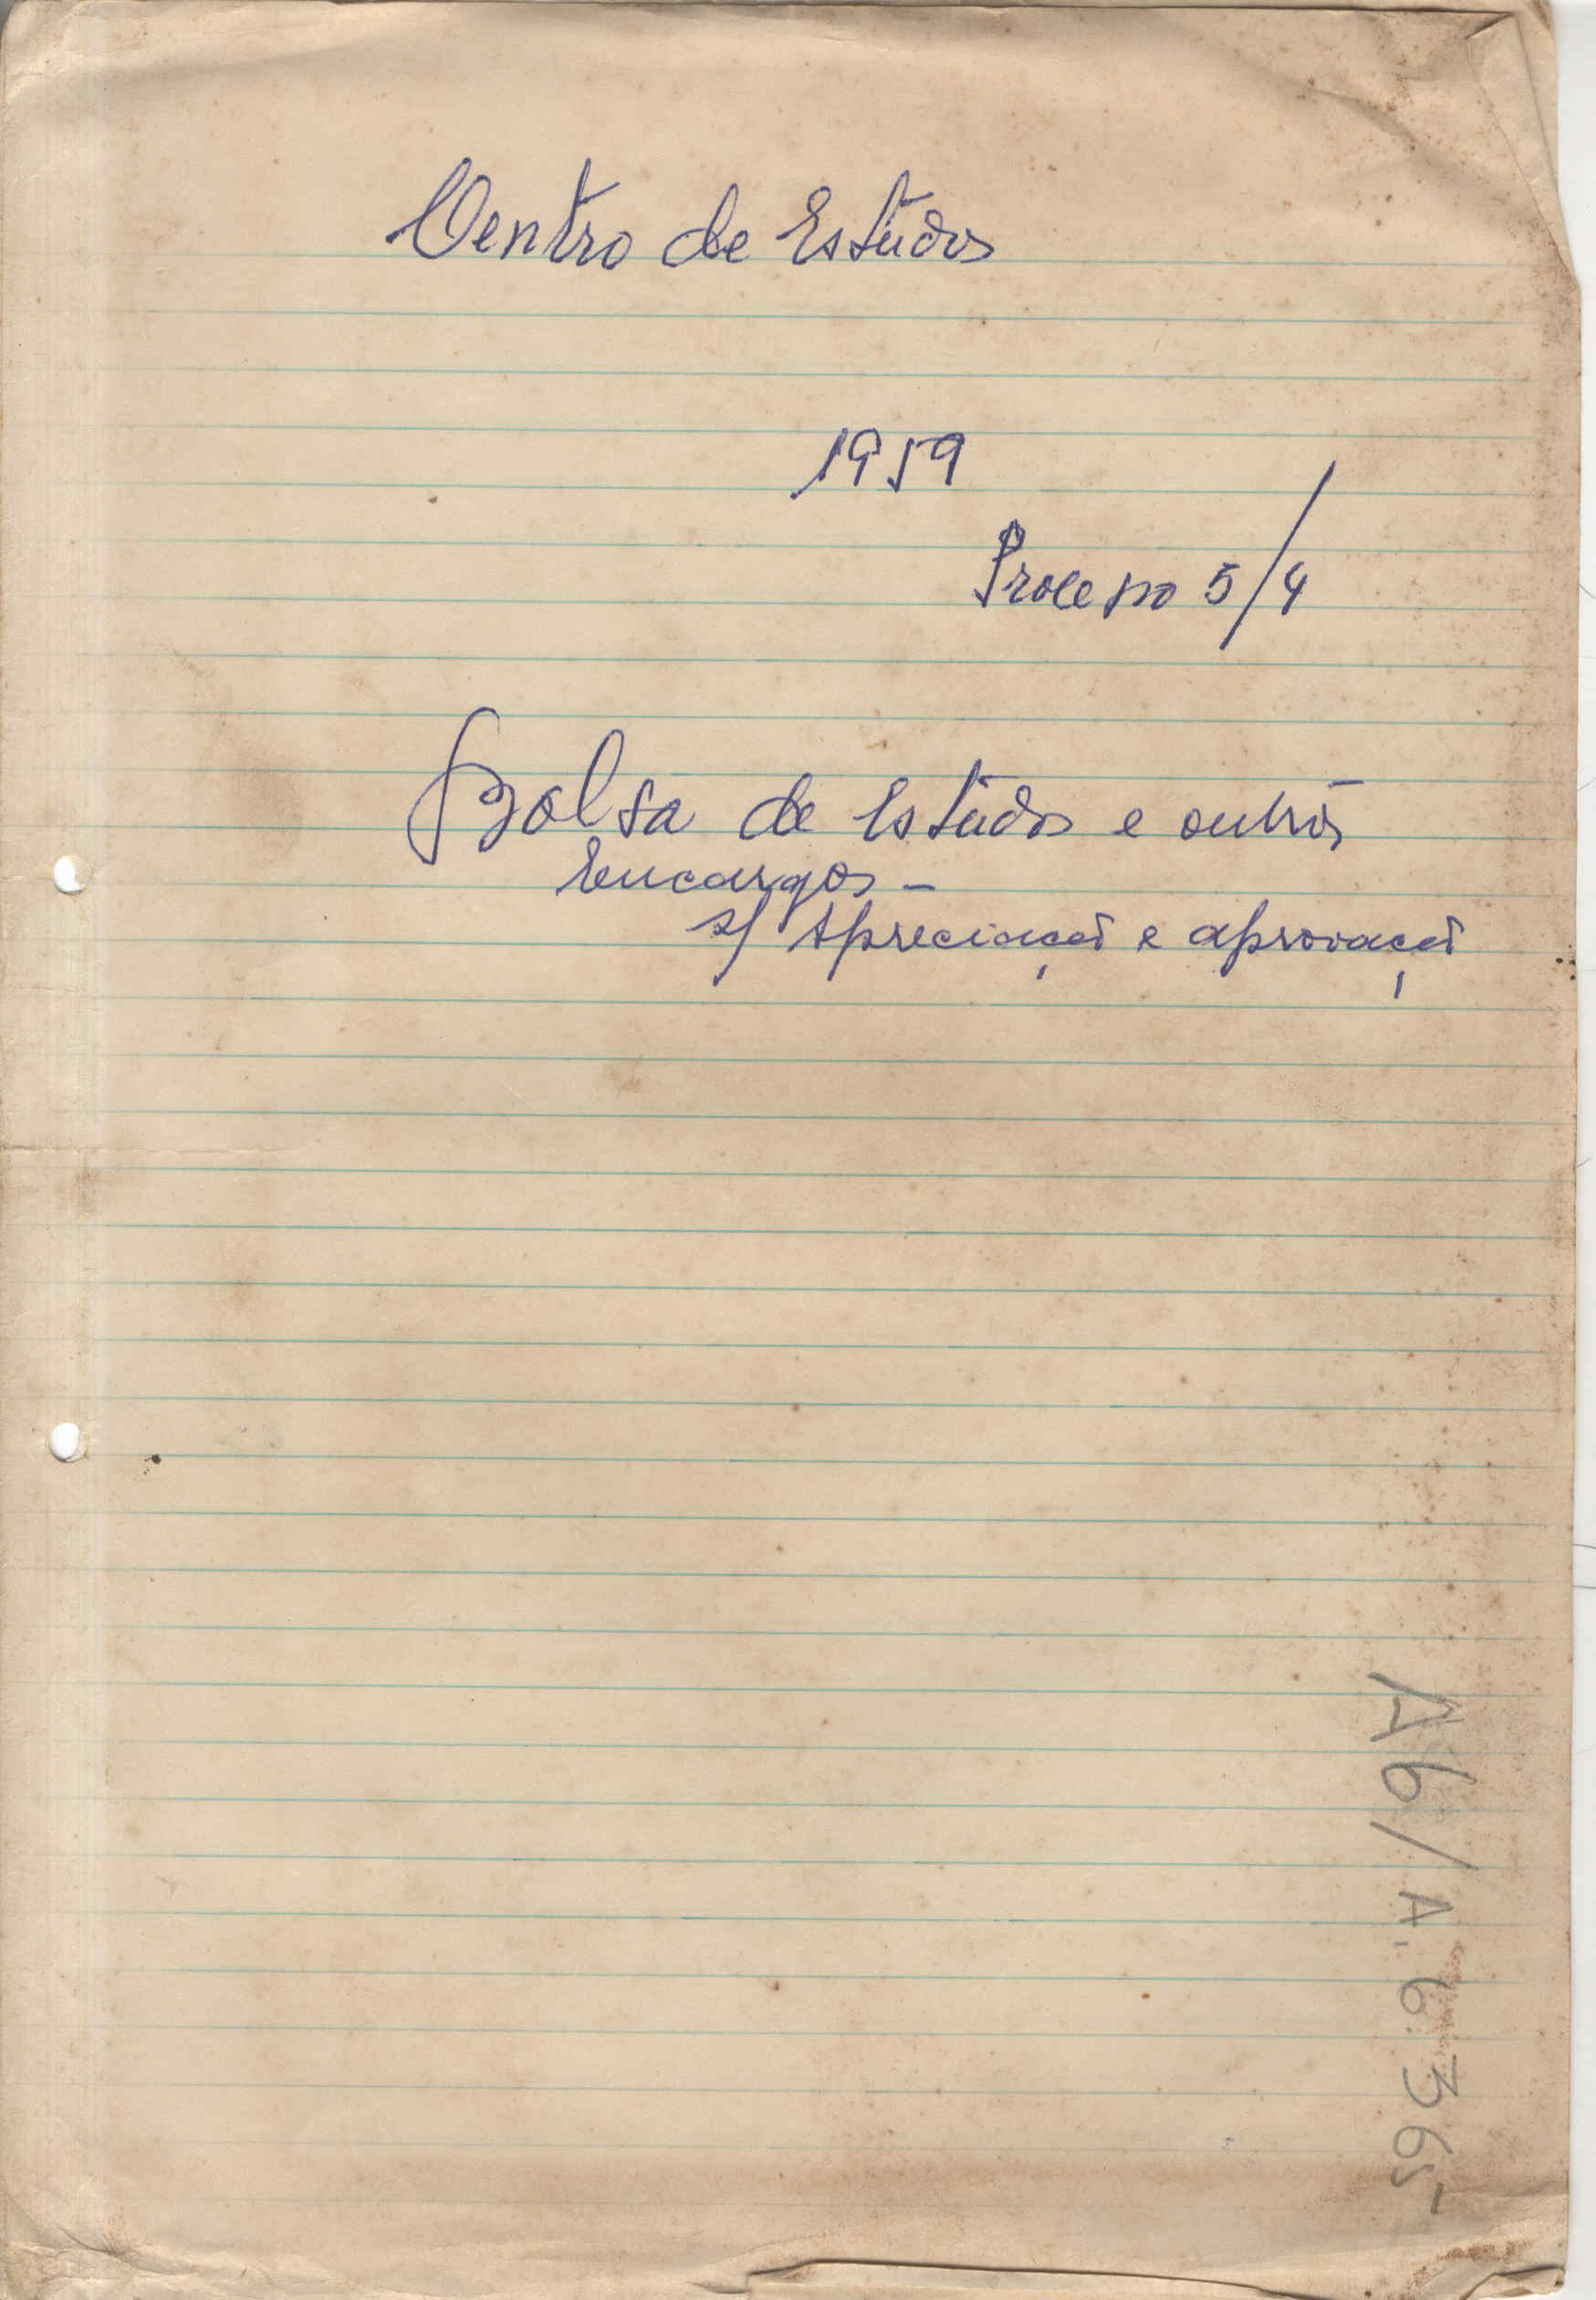 Centro de Estudos
1959
Processo 5/4
Bolsa de Estudos e outros
Encargos -
s/ Apreciação e aprovação
A6/A.6.365